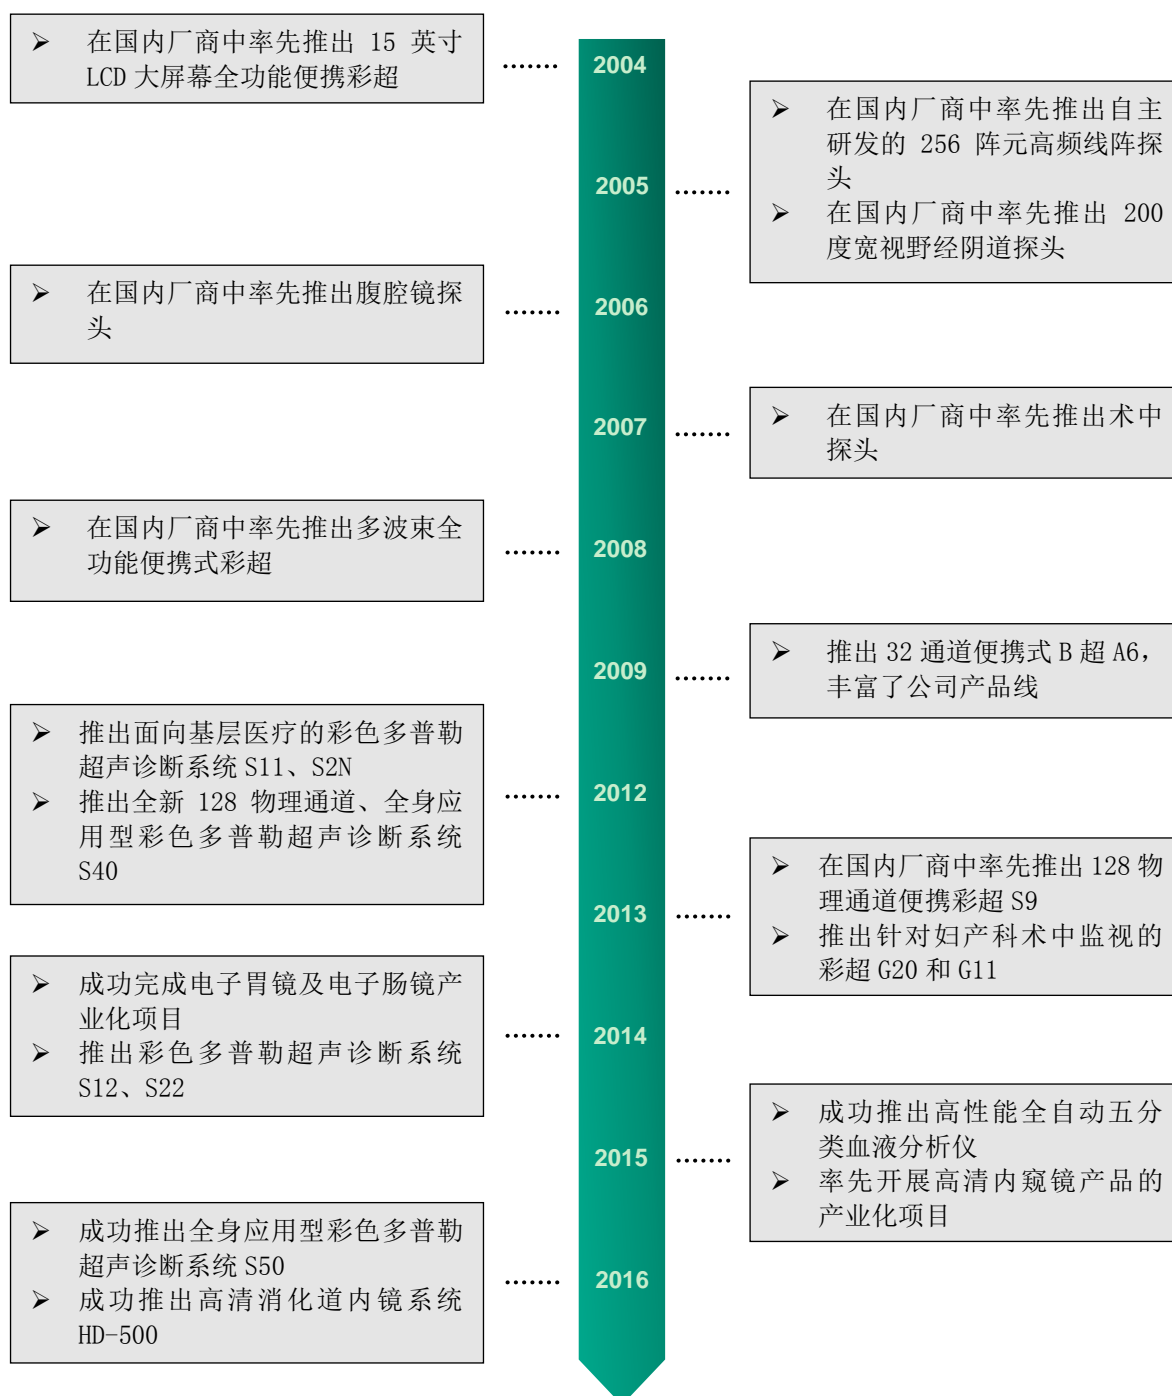 ➢ 在国内厂商中率先推出 15 英寸
LCD 大屏幕全功能便携彩超
2004
➢ 在国内厂商中率先推出自主
研发的 256 阵元高频线阵探
头
➢ 在国内厂商中率先推出 200
度宽视野经阴道探头
2005
➢ 在国内厂商中率先推出腹腔镜探
头
2006
➢ 在国内厂商中率先推出术中
探头
2007
➢ 在国内厂商中率先推出多波束全
功能便携式彩超
2008
➢ 推出 32 通道便携式 B 超 A6,
丰富了公司产品线
2009
➢ 推出面向基层医疗的彩色多普勒
超声诊断系统 S11、S2N
➢ 推出全新 128 物理通道、全身应
用型彩色多普勒超声诊断系统
S40
2012
➢ 在国内厂商中率先推出 128 物
理通道便携彩超 S9
➢ 推出针对妇产科术中监视的
彩超 G20 和 G11
2013
➢ 成功完成电子胃镜及电子肠镜产
业化项目
➢ 推出彩色多普勒超声诊断系统
S12、S22
2014
➢ 成功推出高性能全自动五分
类血液分析仪
➢ 率先开展高清内窥镜产品的
产业化项目
2015
➢ 成功推出全身应用型彩色多普勒
超声诊断系统 S50
➢ 成功推出高清消化道内镜系统
HD-500
2016